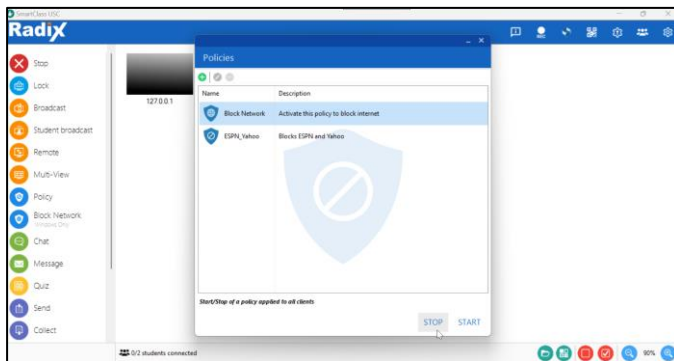 SmartClass USC
Radix
Stop
Lock
Broadcast
Student broadcast
Remote
Multi-View
Policy
Block Network
Windows Only
Chat
Message
Quiz
Send
Collect
127.0.0.1
Policies
Name Description
Block Network Activate this policy to block internet
ESPN_Yahoo Blocks ESPN and Yahoo
Start/Stop of a policy applied to all clients
STOP START
0/2 students connected
90%